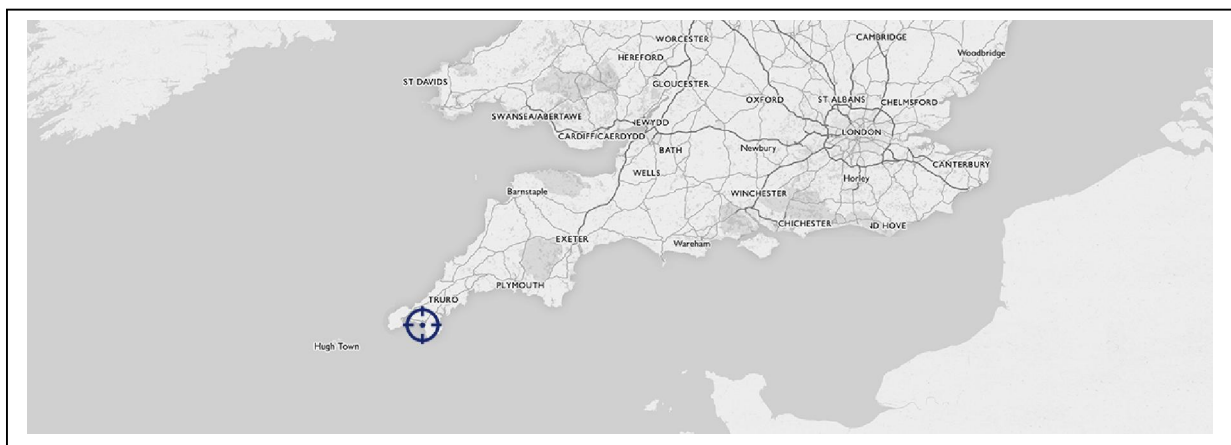 WORCESTER
CAMBRIDGE
HEREFORD
Woodbridge
ST DAVIDS
GLOUCESTER
OXFORD
ST ALBANS
CHELMSFORD
SWANSEA/ABERTAWE
EWYDD
CARDIFF/CAERDYDD
LONDON
BATH
Newbury
CANTERBURY
WELLS
Horley
Barnstaple
WINCHESTER
CHICHESTER
ND HOVE
EXETER
Wareham
PLYMOUTH
TRURO
Hugh Town